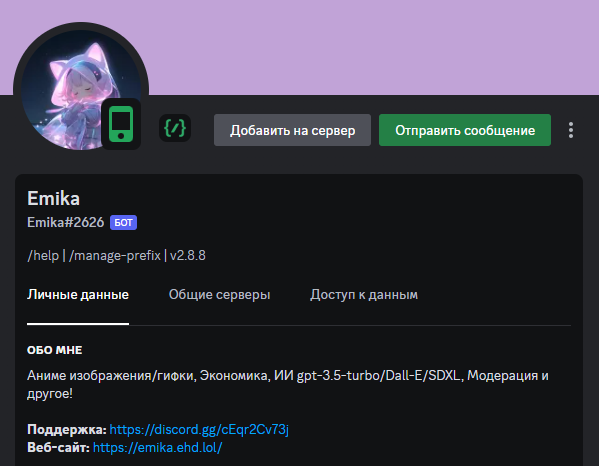 Добавить на сервер
Отправить сообщение
Emika
Emika#2626 БОТ
/help | /manage-prefix | v2.8.8
Личные данные
Общие серверы
Доступ к данным
ОБО МНЕ
Аниме изображения/гифки, Экономика, ИИ gpt-3.5-turbo/Dall-E/SDXL, Модерация и
другое!
Поддержка: https://discord.gg/cEqr2Cv73j
Веб-сайт: https://emika.ehd.lol/